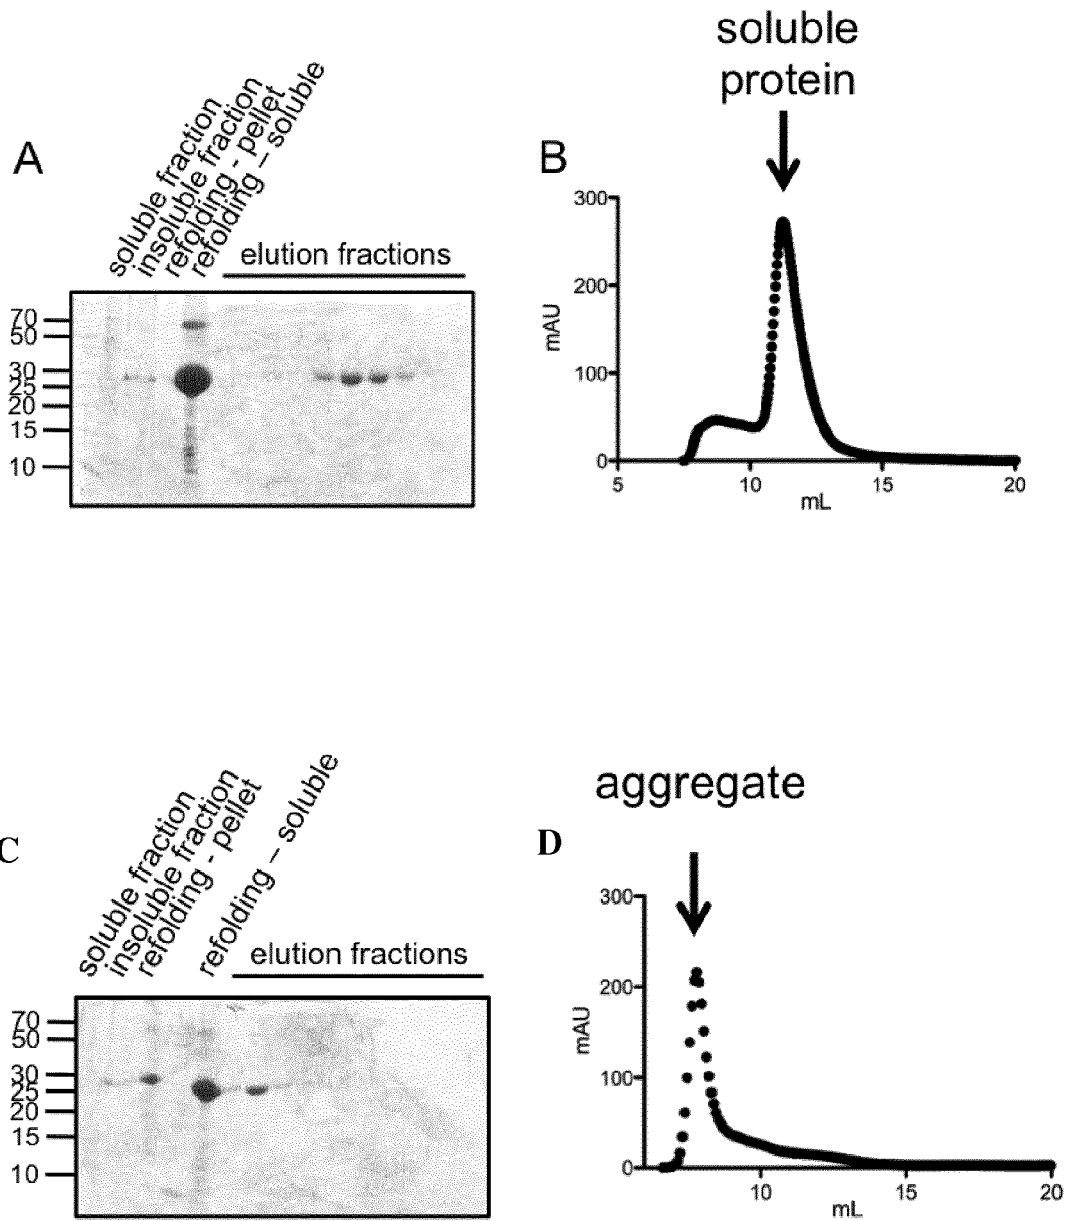 soluble
protein
A
soluble fraction
insoluble fraction
refolding - pellet
refolding – soluble
elution fractions
70
50
30
25
20
15
10
B
300
200
100
0
mAU
5
10
15
20
mL
aggregate
C
soluble fraction
insoluble fraction
refolding - pellet
refolding – soluble
elution fractions
70
50
30
25
20
15
10
D
300
200
100
0
mAU
10
15
20
mL